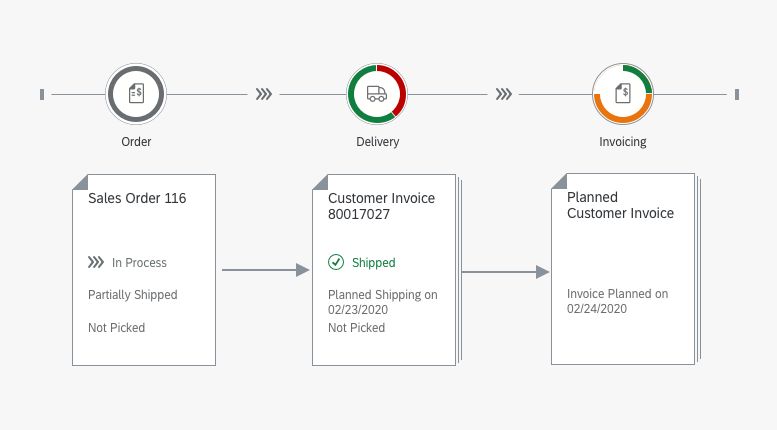 Order
Delivery
Invoicing
Sales Order 116
In Process
Partially Shipped
Not Picked
Customer Invoice
80017027
Shipped
Planned Shipping on
02/23/2020
Not Picked
Planned
Customer Invoice
Invoice Planned on
02/24/2020